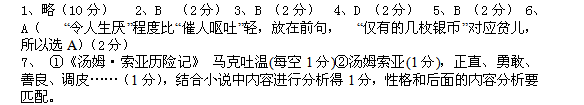 1、略（10 分）  2、B （2 分） 3、B （2 分） 4、D （2 分） 5、B（2 分） 6、
A（  “令人生厌”程度比“催人呕吐”轻，放在前句，  “仅有的几枚银币”对应贫儿，
所以选 A）（2 分）
7、 ①《汤姆·索亚历险记》 马克吐温(每空 1 分)②汤姆索亚(1 分)，正直、勇敢、
善良、调皮……（1 分），结合小说中内容进行分析得 1 分，性格和后面的内容分析要
匹配。